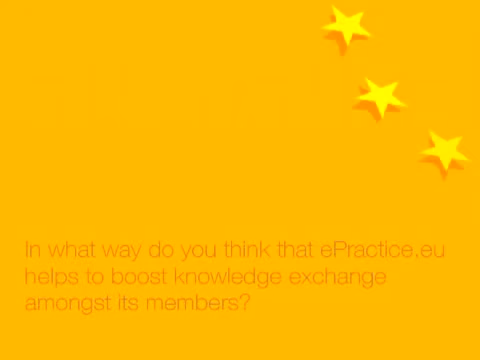 In what way do you think that ePractice.eu
helps to boost knowledge exchange
amongst its members?